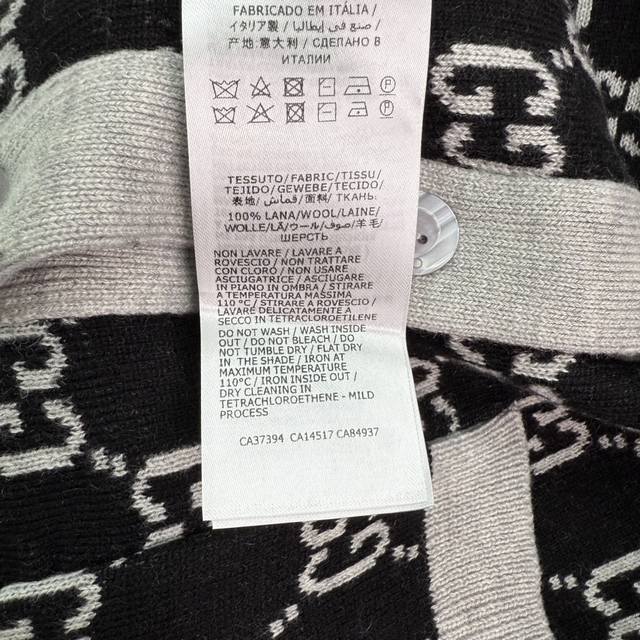 FABRICADO EM ITÁLIA /
イタリア製 / صنع في إيطاليا /
产地:意大利 / СДЕЛАНО В
ИТАЛИИ
TESSUTO/FABRIC/TISSU/
TEJIDO/GEWEBE/TECIDO/
表地/قماش/面料/ТКАНЬ:
100% LANA/WOOL/LAINE/
WOLLE/LÃ/ウール/صوف/羊毛/
ШЕРСТЬ
NON LAVARE / LAVARE A
ROVESCIO / NON TRATTARE
CON CLORO / NON USARE
ASCIUGATRICE / ASCIUGARE
IN PIANO IN OMBRA / STIRARE
A TEMPERATURA MASSIMA
110 °C / STIRARE A ROVESCIO /
LAVARE DELICATAMENTE A
SECCO IN TETRACLOROETILENE
DO NOT WASH / WASH INSIDE
OUT / DO NOT BLEACH / DO
NOT TUMBLE DRY / FLAT DRY
IN THE SHADE / IRON AT
MAXIMUM TEMPERATURE
110°C / IRON INSIDE OUT /
DRY CLEANING IN
TETRACHLOROETHENE - MILD
PROCESS
CA37394 CA14517 CA84937